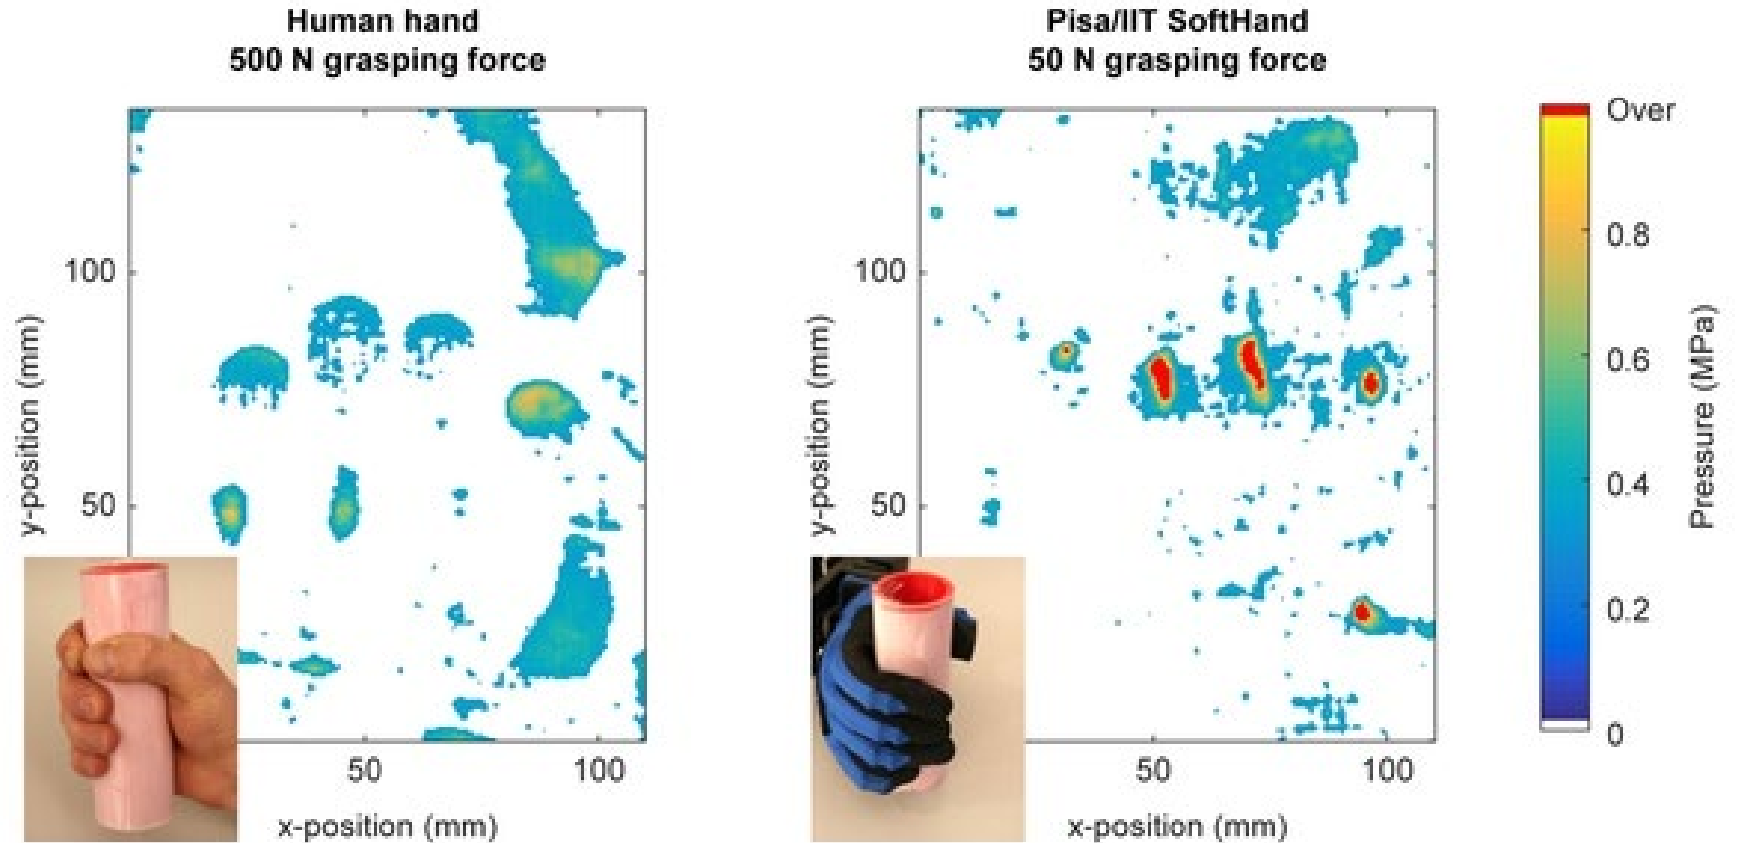 Human hand
500 N grasping force
100
50
y-position (mm)
50
100
x-position (mm)
Pisa/IIT SoftHand
50 N grasping force
100
50
y-position (mm)
50
100
x-position (mm)
Over
0.8
0.6
0.4
0.2
0
Pressure (MPa)